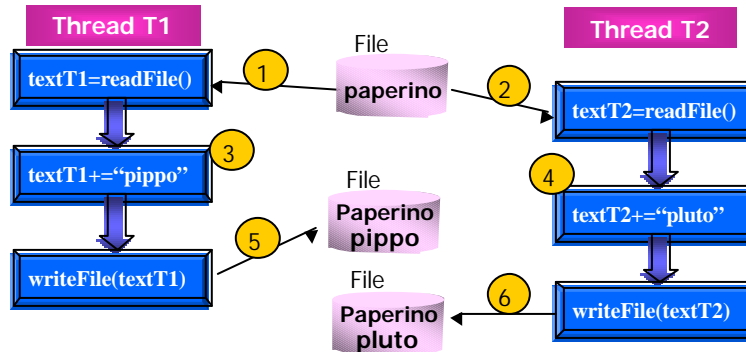 Thread T1
File
Thread T2
textT1=readFile()
1
paperino
2
textT2=readFile()
textT1+=“pippo”
3
File
4
Paperino
pippo
textT2+=“pluto”
writeFile(textT1)
5
File
Paperino
pluto
6
writeFile(textT2)